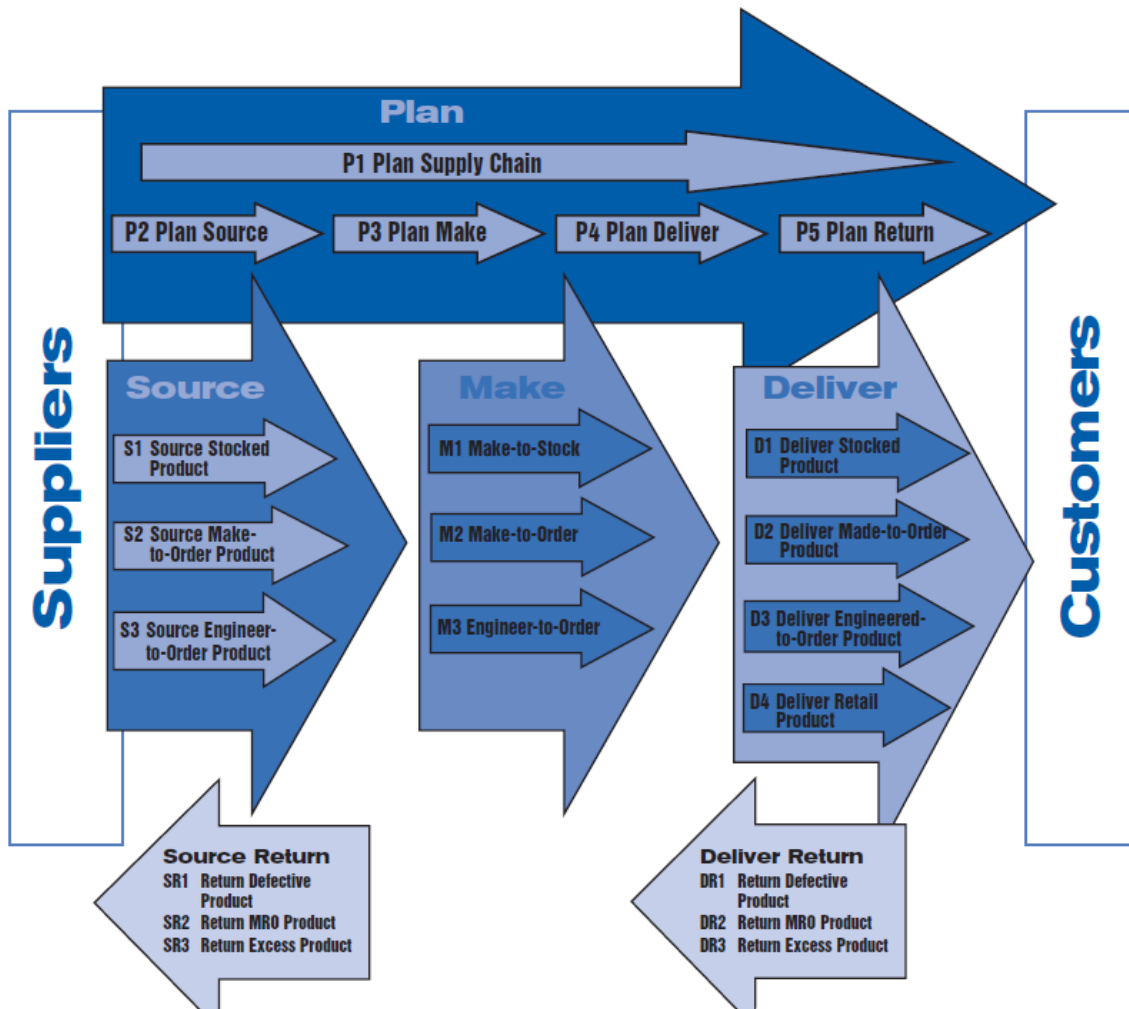 Plan
P1 Plan Supply Chain
P2 Plan Source
P3 Plan Make
P4 Plan Deliver
P5 Plan Return
Suppliers
Source
S1 Source Stocked
Product
S2 Source Make-
to-Order Product
S3 Source Engineer-
to-Order Product
Make
M1 Make-to-Stock
M2 Make-to-Order
M3 Engineer-to-Order
Deliver
D1 Deliver Stocked
Product
D2 Deliver Made-to-Order
Product
D3 Deliver Engineered-
to-Order Product
D4 Deliver Retail
Product
Customers
Source Return
SR1 Return Defective
Product
SR2 Return MRO Product
SR3 Return Excess Product
Deliver Return
DR1 Return Defective
Product
DR2 Return MRO Product
DR3 Return Excess Product